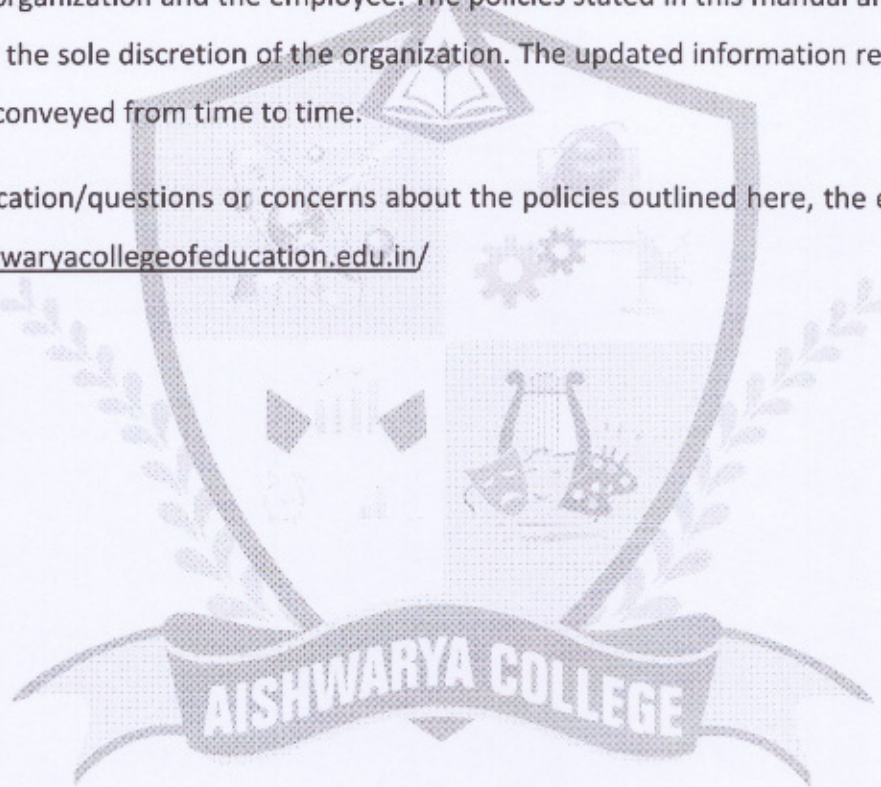 organization and the employee. The policies stated in this manual ar
the sole discretion of the organization. The updated information re
conveyed from time to time.
cation/questions or concerns about the policies outlined here, the e
waryacollegeofeducation.edu.in/
AISHWARYA COLLEGE